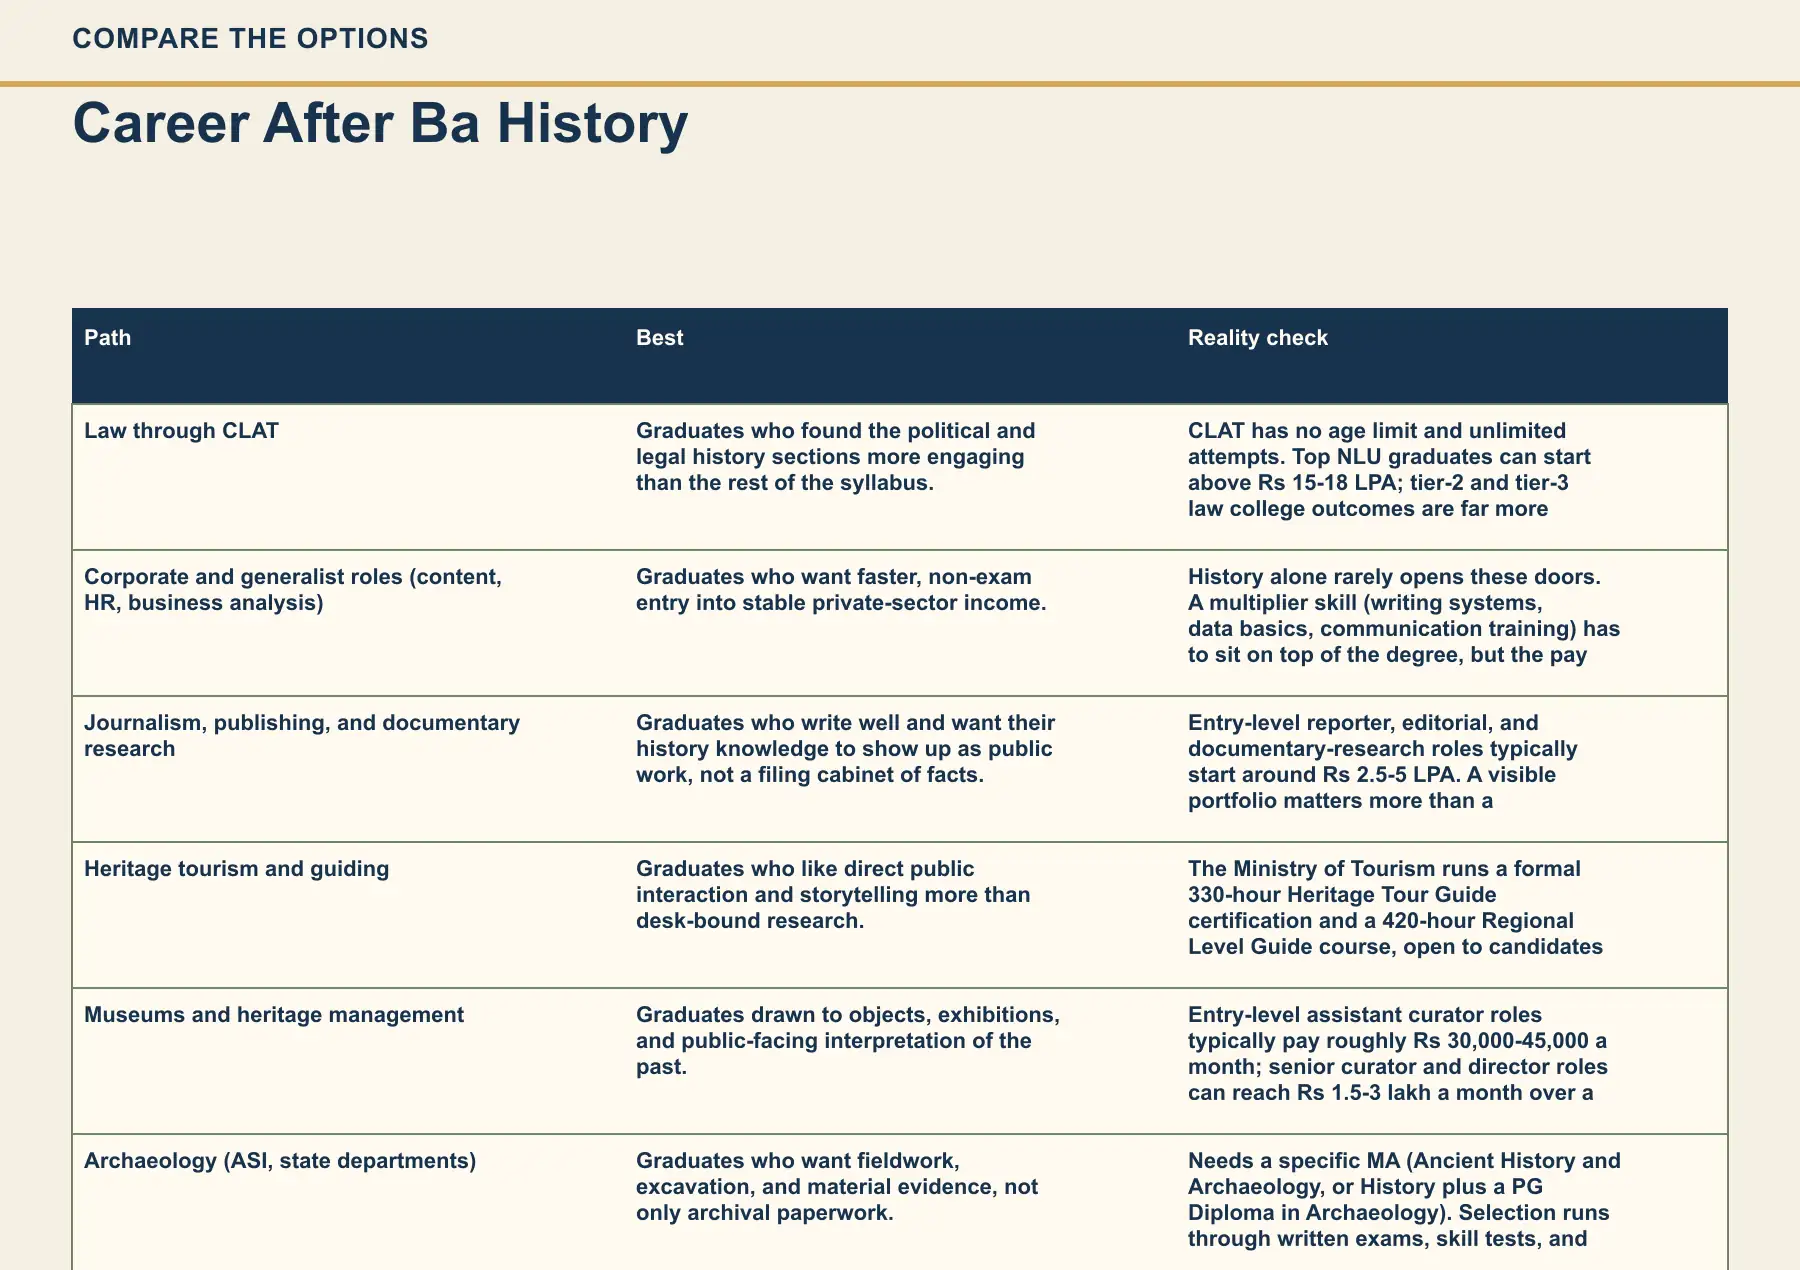 COMPARE THE OPTIONS
Career After Ba History
Path
Best
Reality check
Law through CLAT
Graduates who found the political and
legal history sections more engaging
than the rest of the syllabus.
CLAT has no age limit and unlimited
attempts. Top NLU graduates can start
above Rs 15-18 LPA; tier-2 and tier-3
law college outcomes are far more
Corporate and generalist roles (content,
HR, business analysis)
Graduates who want faster, non-exam
entry into stable private-sector income.
History alone rarely opens these doors.
A multiplier skill (writing systems,
data basics, communication training) has
to sit on top of the degree, but the pay
Journalism, publishing, and documentary
research
Graduates who write well and want their
history knowledge to show up as public
work, not a filing cabinet of facts.
Entry-level reporter, editorial, and
documentary-research roles typically
start around Rs 2.5-5 LPA. A visible
portfolio matters more than a
Heritage tourism and guiding
Graduates who like direct public
interaction and storytelling more than
desk-bound research.
The Ministry of Tourism runs a formal
330-hour Heritage Tour Guide
certification and a 420-hour Regional
Level Guide course, open to candidates
Museums and heritage management
Graduates drawn to objects, exhibitions,
and public-facing interpretation of the
past.
Entry-level assistant curator roles
typically pay roughly Rs 30,000-45,000 a
month; senior curator and director roles
can reach Rs 1.5-3 lakh a month over a
Archaeology (ASI, state departments)
Graduates who want fieldwork,
excavation, and material evidence, not
only archival paperwork.
Needs a specific MA (Ancient History and
Archaeology, or History plus a PG
Diploma in Archaeology). Selection runs
through written exams, skill tests, and